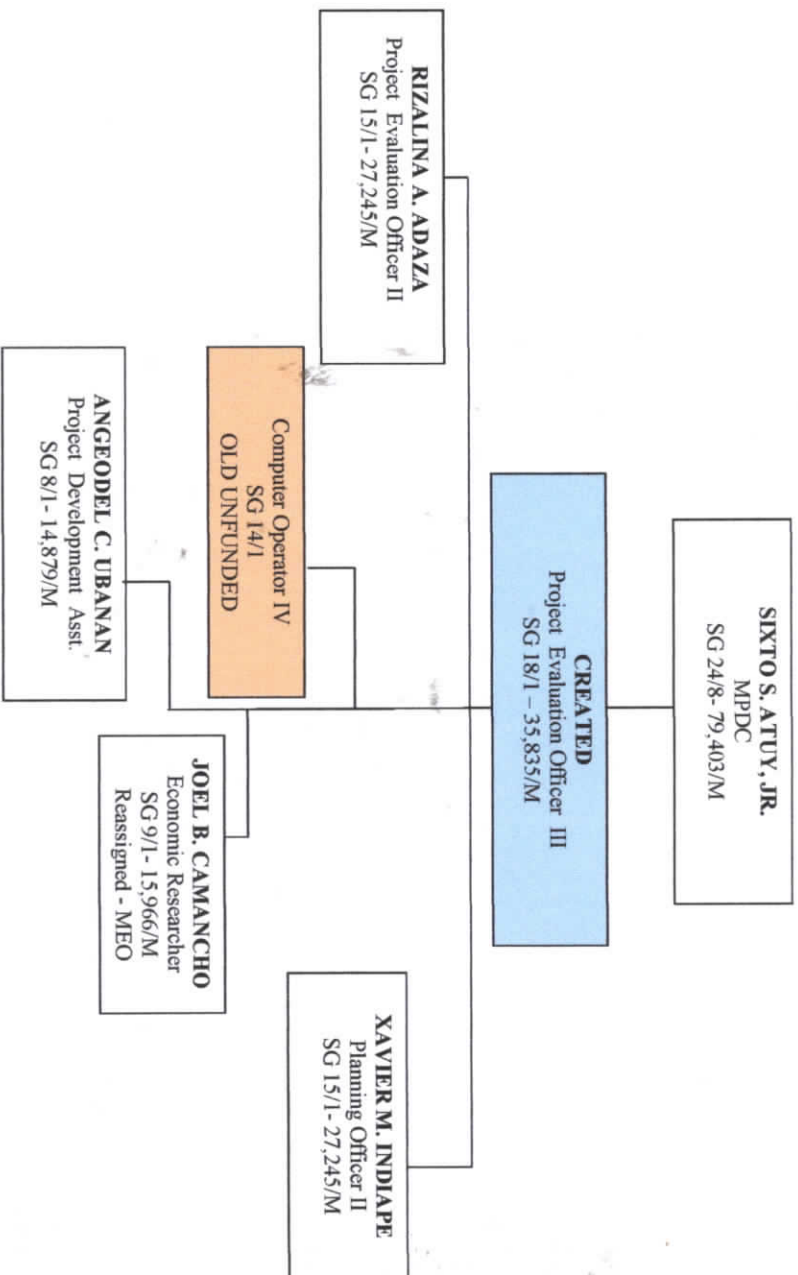 SIXTO S. ATUY, JR.
MPDC
SG 24/8- 79,403/M
CREATED
Project Evaluation Officer III
SG 18/1 – 35,835/M
RIZALINA A. ADAZA
Project Evaluation Officer II
SG 15/1- 27,245/M
XAVIER M. INDIAPE
Planning Officer II
SG 15/1- 27,245/M
Computer Operator IV
SG 14/1
OLD UNFUNDED
JOEL B. CAMANCHO
Economic Researcher
SG 9/1- 15,966/M
Reassigned - MEO
ANGEODEL C. UBANAN
Project Development Asst.
SG 8/1- 14,879/M